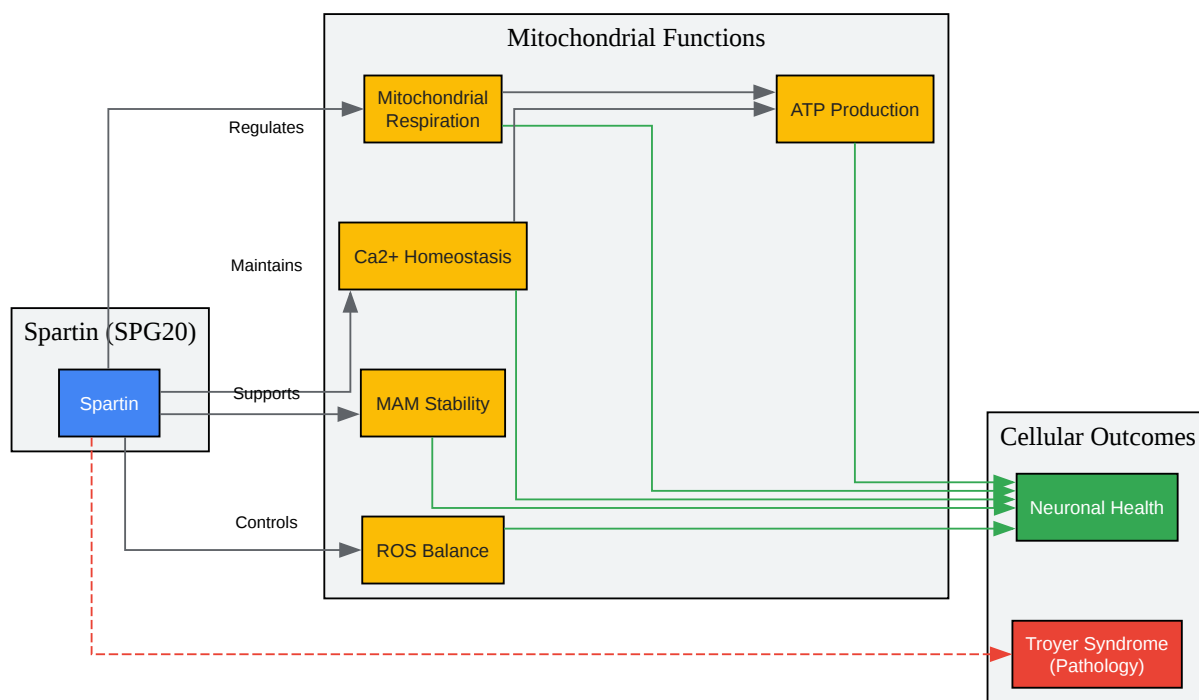 Mitochondrial Functions
Mitochondrial
Respiration
ATP Production
Regulates
Ca2+ Homeostasis
Maintains
Spartin (SPG20)
Spartin
Supports
MAM Stability
Controls
ROS Balance
Cellular Outcomes
Neuronal Health
Troyer Syndrome
(Pathology)